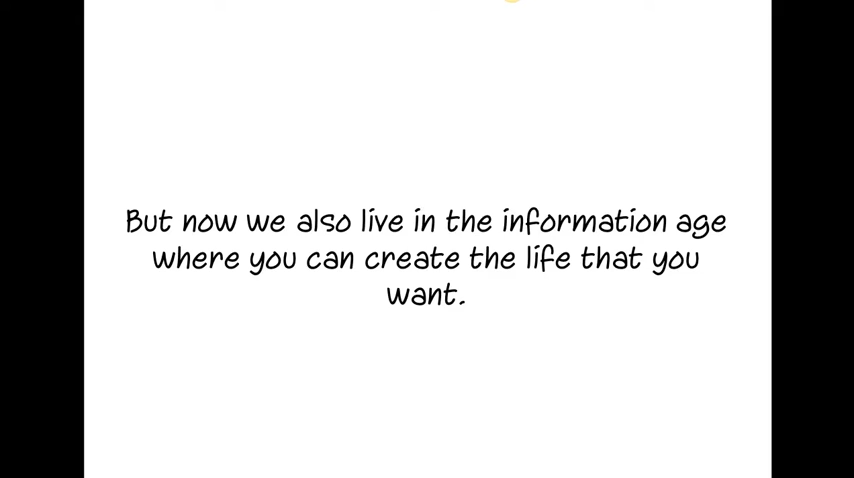 But now we also live in the information age
where you can create the life that you
want.